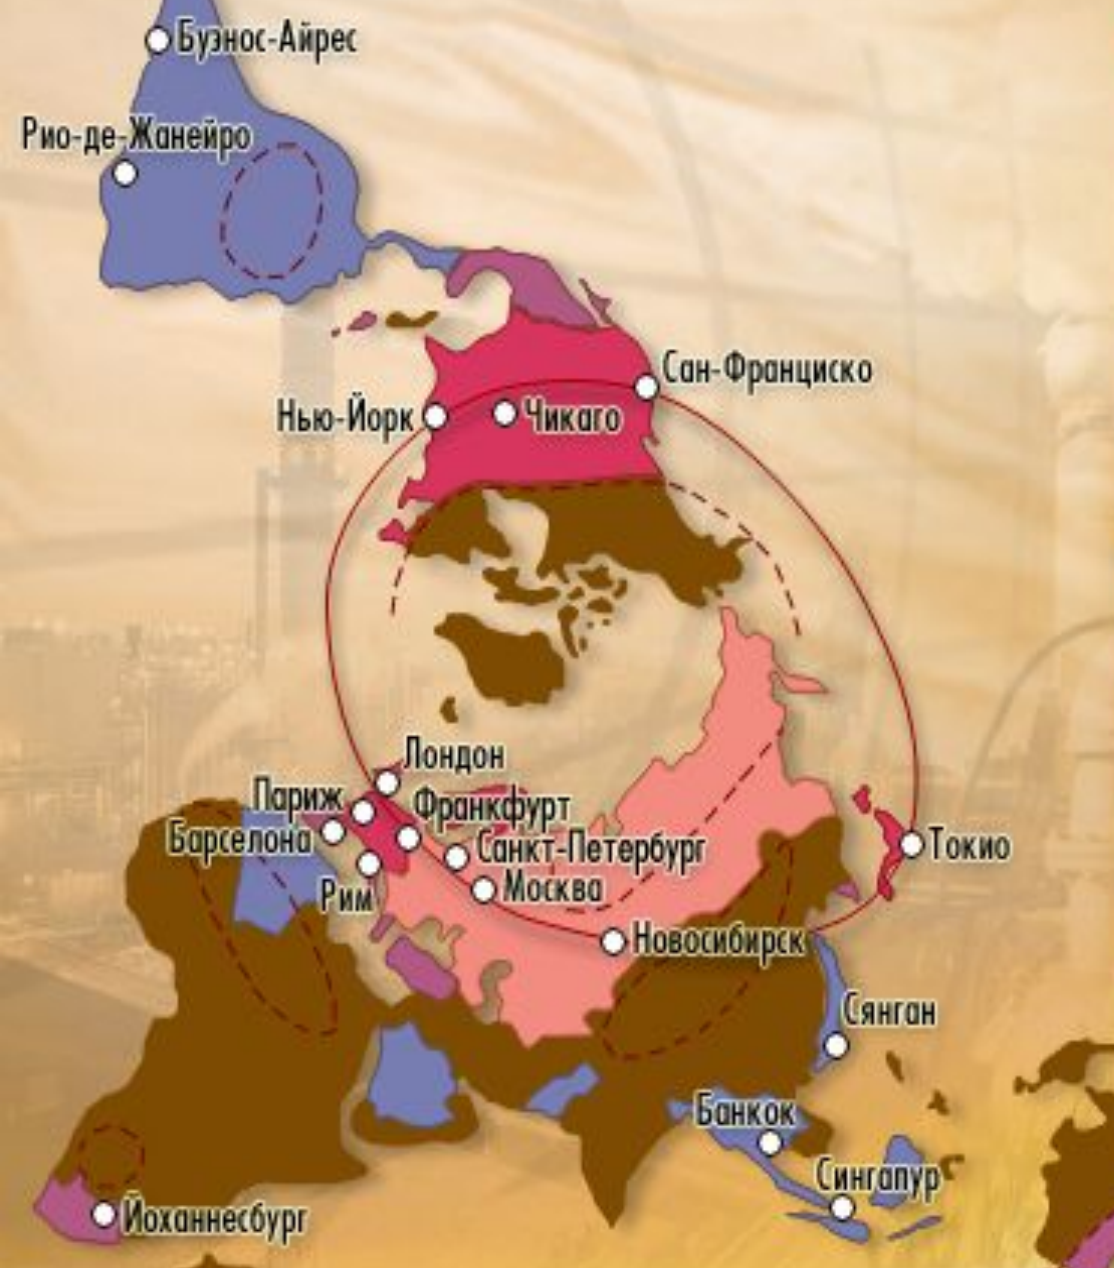 Буэнос-Айрес
Рио-де-Жанейро
Сан-Франциско
Нью-Йорк
Чикаго
Лондон
Париж
Франкфурт
Барселона
Санкт-Петербург
Токио
Рим
Москва
Новосибирск
Сянган
Банкок
Сингапур
Йоханнесбург